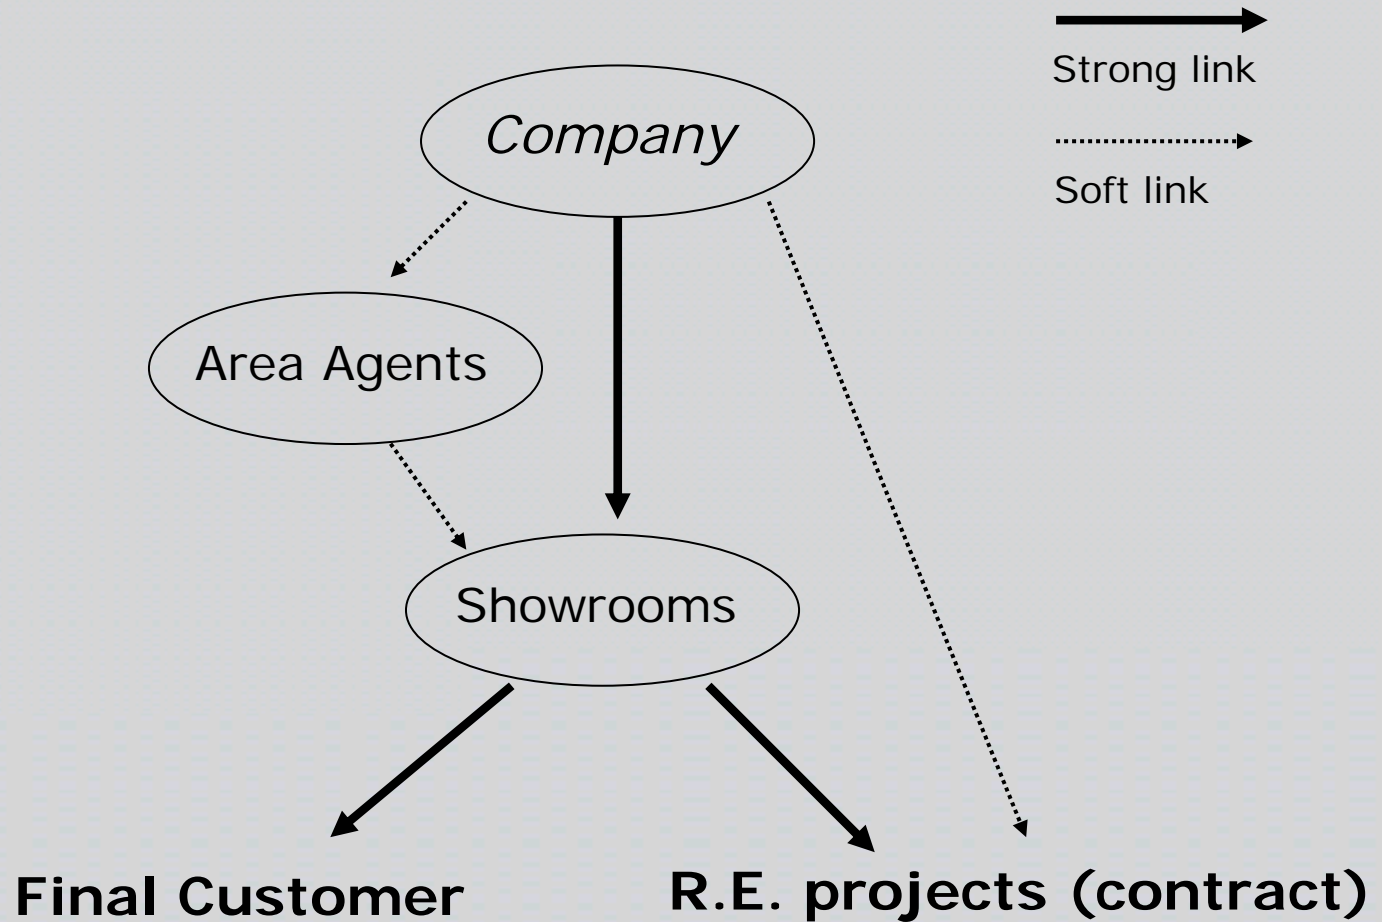 Strong link
Company
Soft link
Area Agents
Showrooms
Final Customer
R.E. projects (contract)